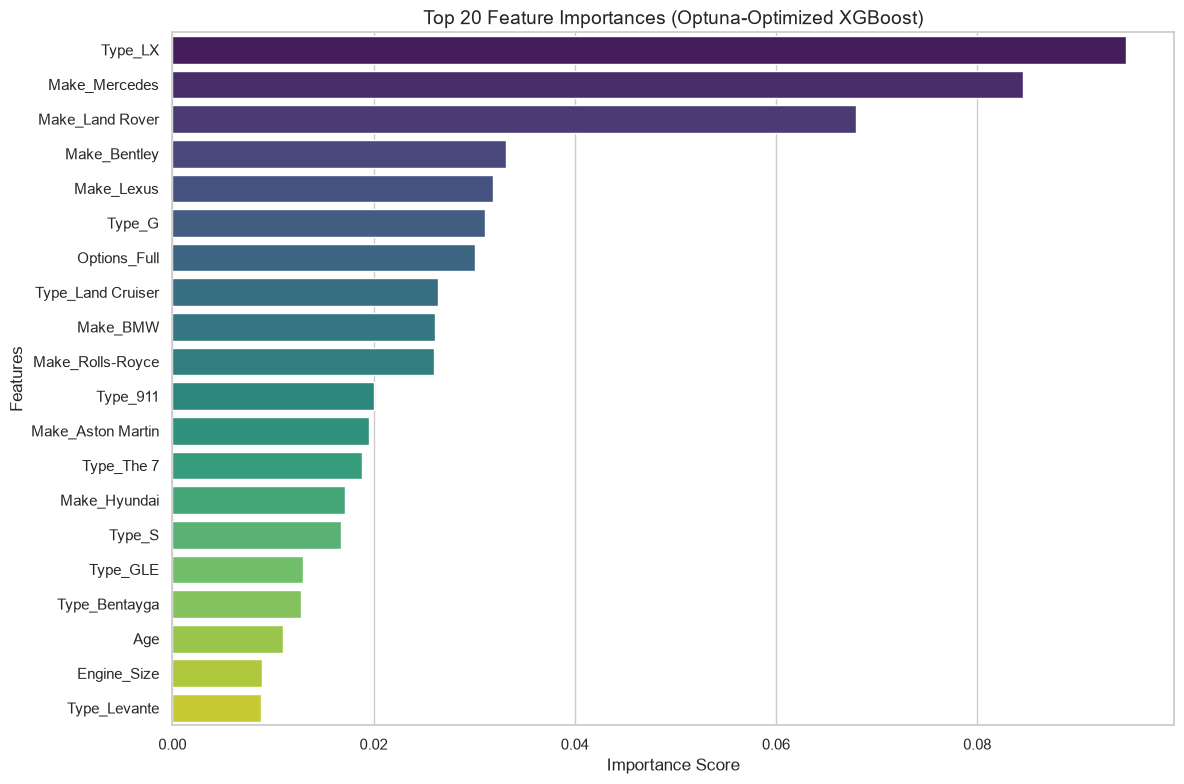 Top 20 Feature Importances (Optuna-Optimized XGBoost)
Features
Type_LX
Make_Mercedes
Make_Land Rover
Make_Bentley
Make_Lexus
Type_G
Options_Full
Type_Land Cruiser
Make_BMW
Make_Rolls-Royce
Type_911
Make_Aston Martin
Type_The 7
Make_Hyundai
Type_S
Type_GLE
Type_Bentayga
Age
Engine_Size
Type_Levante
0.00 0.02 0.04 0.06 0.08
Importance Score